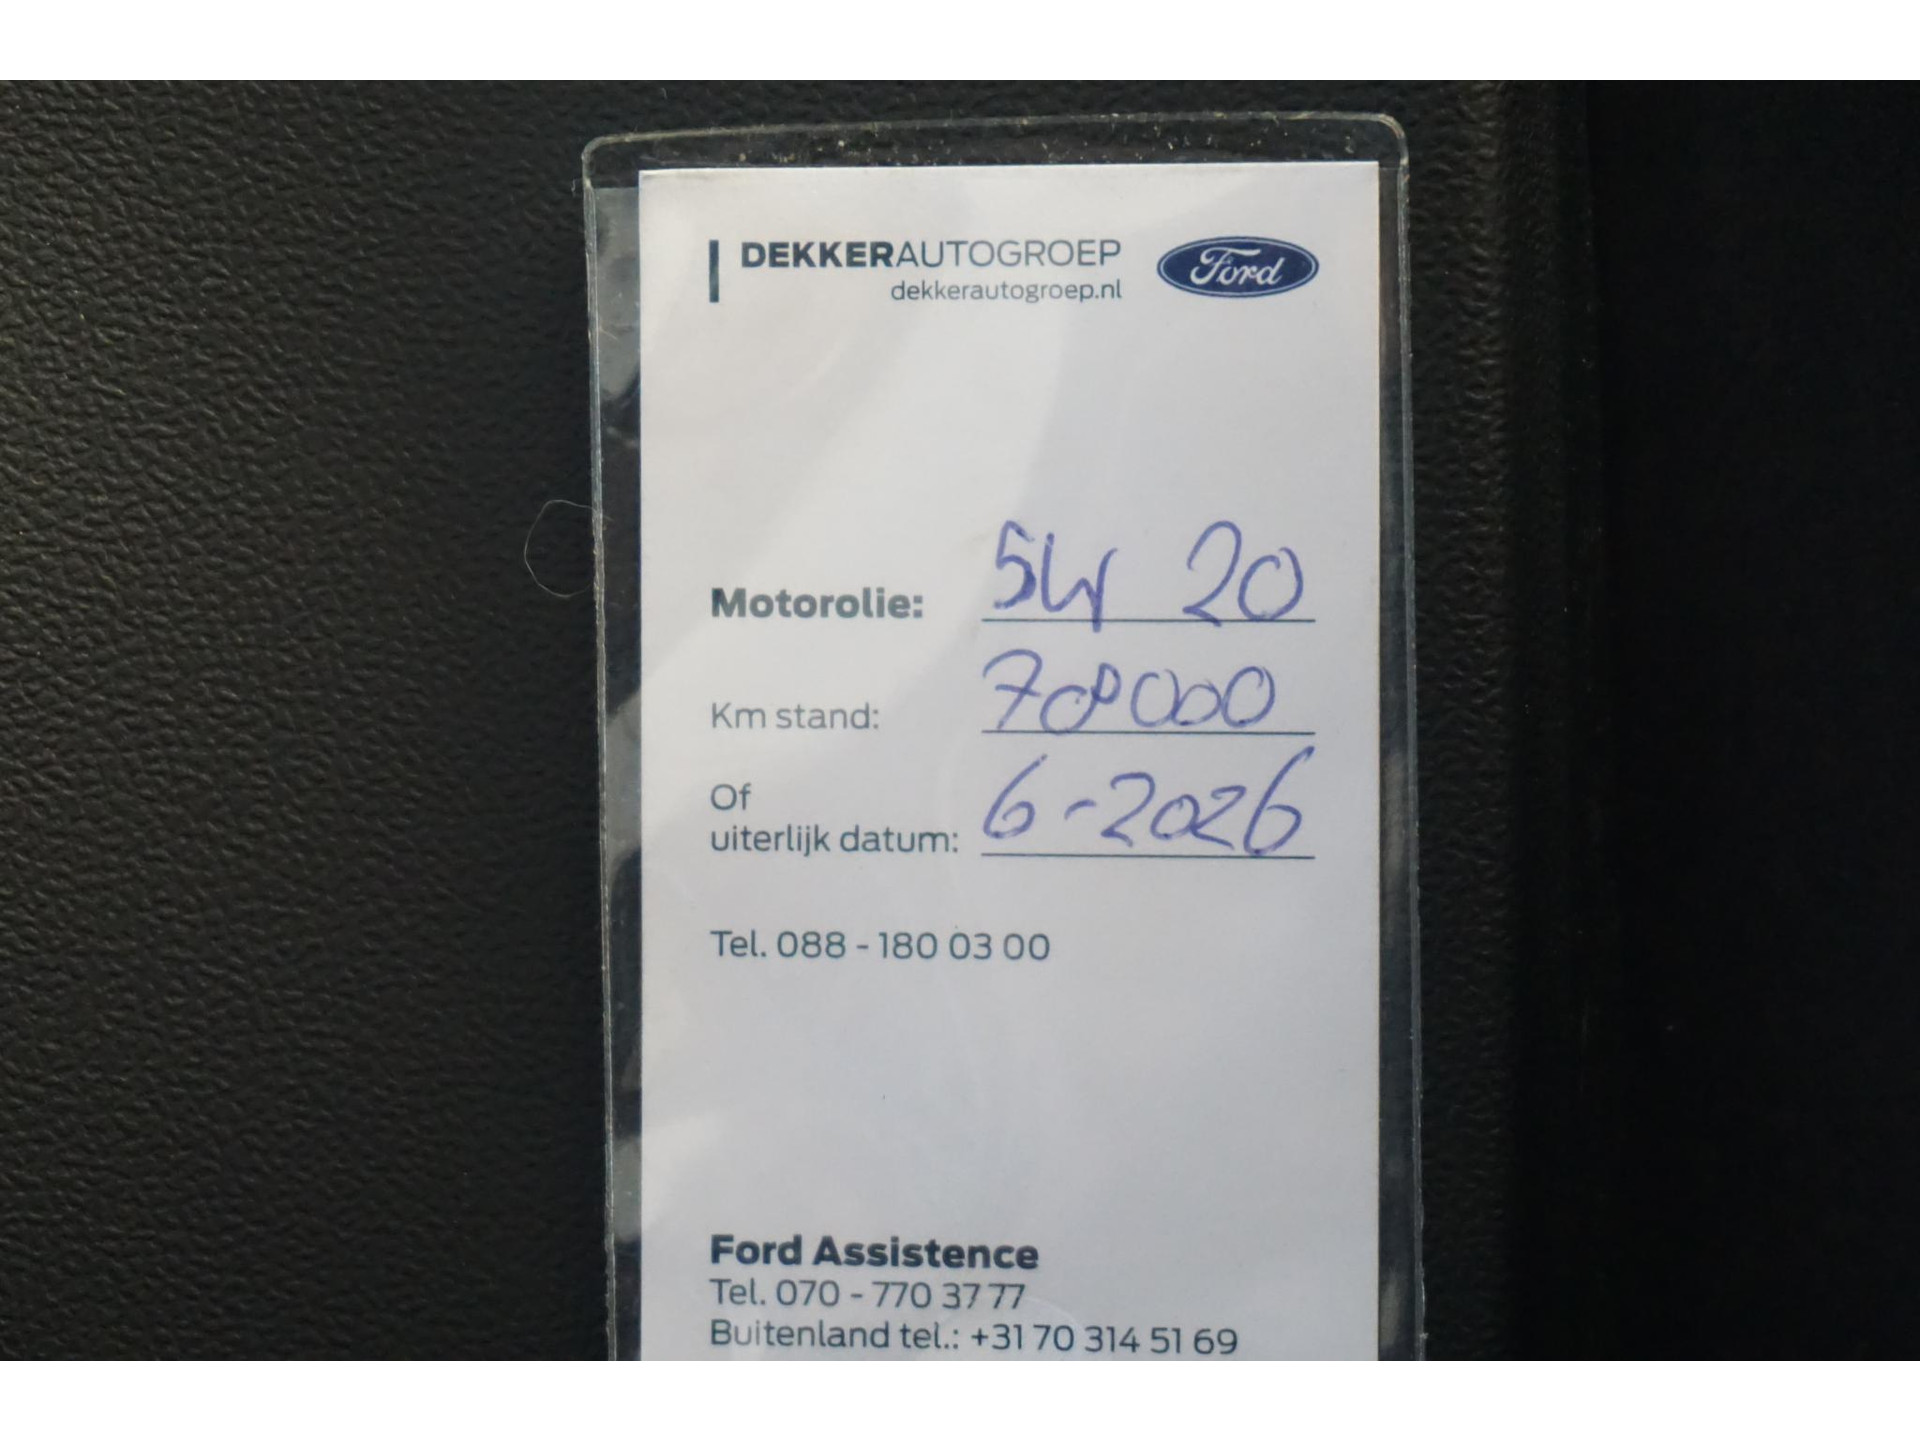 DEKKERAUTOGROEP
dekkerautogroep.nl
Ford
Motorolie: 5W 20
Km stand: 78000
Of
uiterlijk datum: 6-2026
Tel. 088 - 180 03 00
Ford Assistence
Tel. 070 - 770 37 77
Buitenland tel.: +31 70 314 51 69